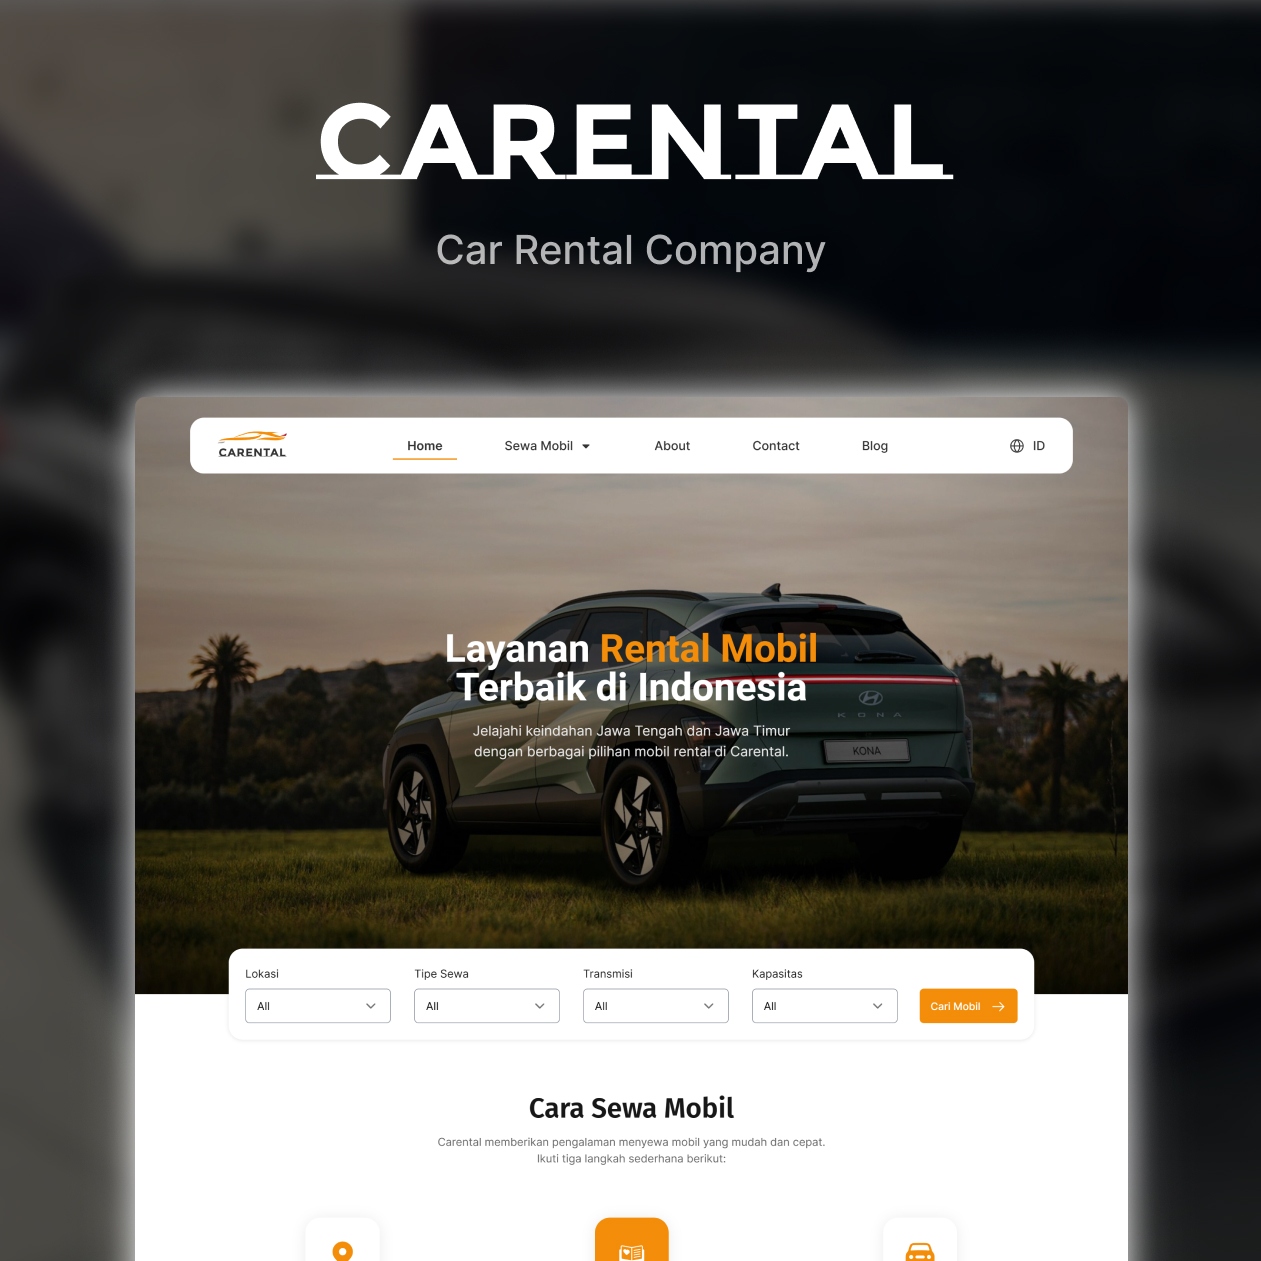 CARENTAL
Car Rental Company
CARENTAL
Home
Sewa Mobil
About
Contact
Blog
ID
Layanan Rental Mobil
Terbaik di Indonesia
Jelajahi keindahan Jawa Tengah dan Jawa Timur
dengan berbagai pilihan mobil rental di Carental.
KONA
KONA
Lokasi
Tipe Sewa
Transmisi
Kapasitas
All
All
All
All
Cari Mobil
Cara Sewa Mobil
Carental memberikan pengalaman menyewa mobil yang mudah dan cepat.
Ikuti tiga langkah sederhana berikut: